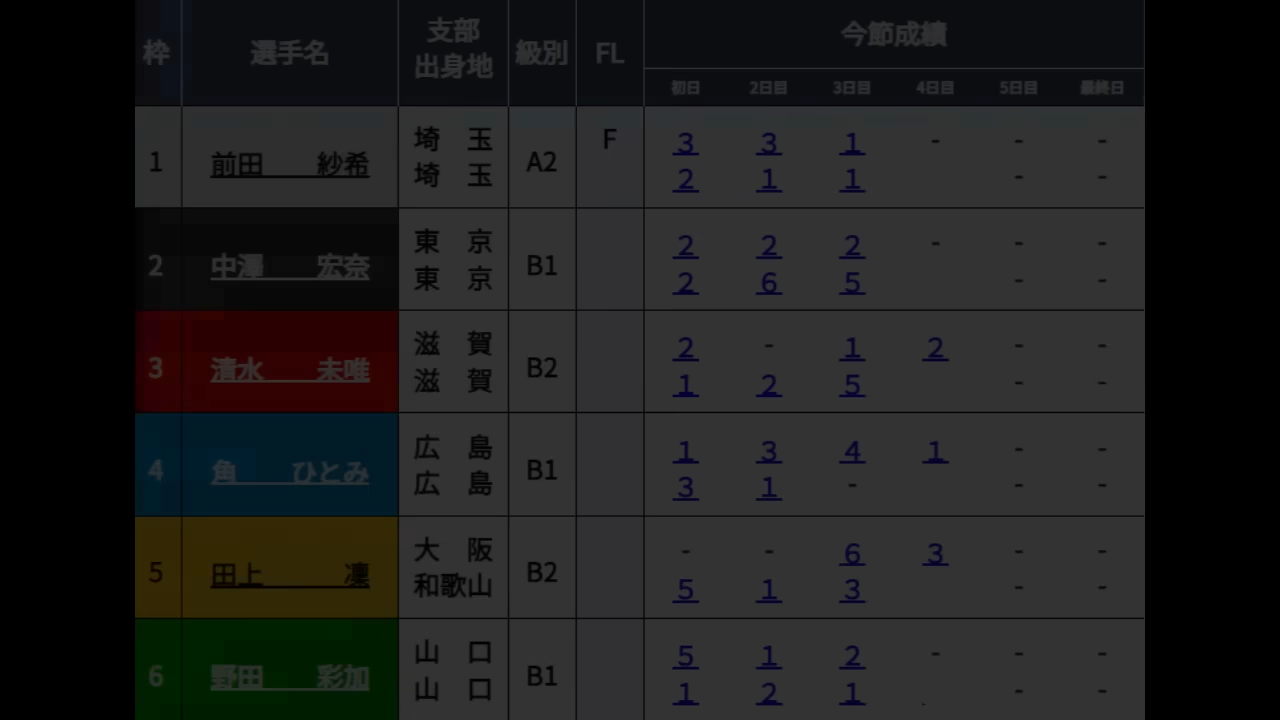 枠 選手名 支部 出身地 級別 FL 今節成績
初日 2日目 3日目 4日目 5日目 最終日
1 前田 紗希 埼 玉 A2 F 3 3 1 - - -
埼 玉 2 1 1 - -
2 中澤 宏奈 東 京 B1 2 2 2 - - -
東 京 2 6 5 - -
3 清水 未唯 滋 賀 B2 2 - 1 2 - -
滋 賀 1 2 5 - -
4 角 ひとみ 広 島 B1 1 3 4 1 - -
広 島 3 1 - - -
5 田上 凜 大 阪 B2 - - 6 3 - -
和歌山 5 1 3 - -
6 野田 彩加 山 口 B1 5 1 2 - - -
山 口 1 2 1 - -